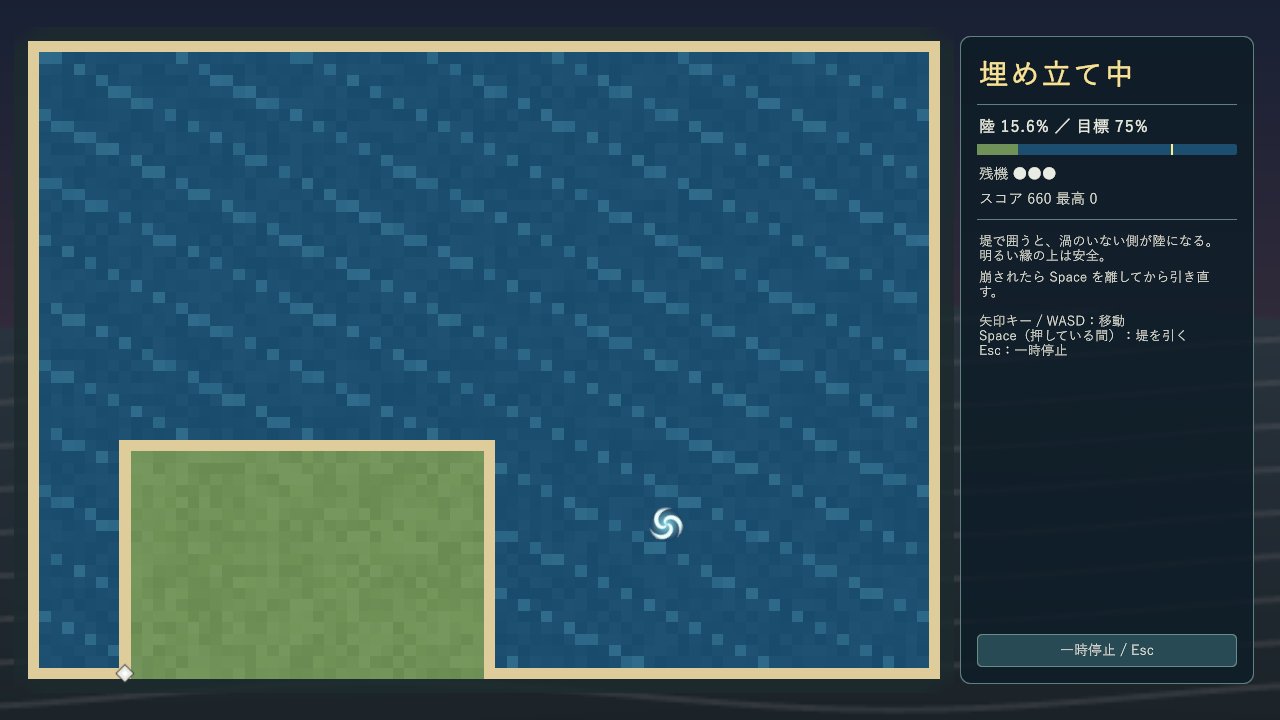 埋め立て中
陸 15.6% ／ 目標 75%
残機 ●●●
スコア 660 最高 0
堤で囲うと、渦のいない側が陸になる。
明るい縁の上は安全。
崩されたら Space を離してから引き直
す。
矢印キー / WASD：移動
Space（押している間）：堤を引く
Esc：一時停止
一時停止 / Esc